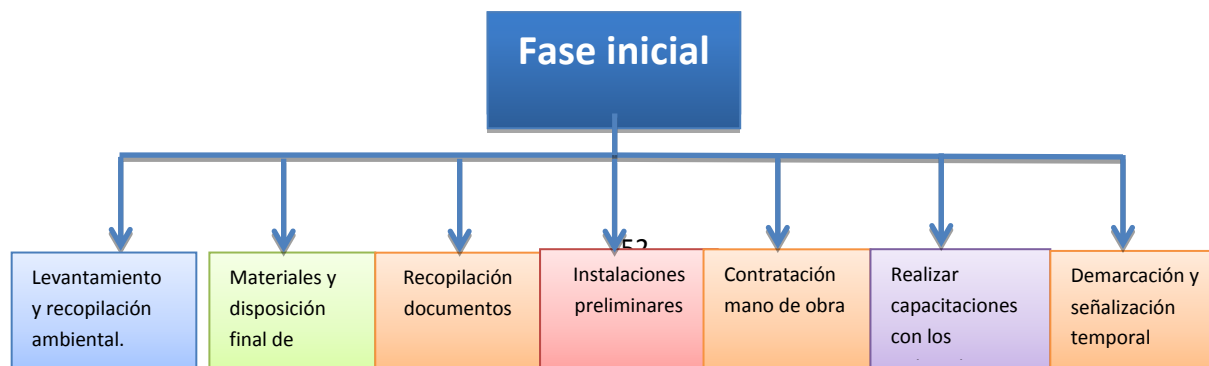 Fase inicial
52
Levantamiento
y recopilación
ambiental.
Materiales y
disposición
final de
Recopilación
documentos
Instalaciones
preliminares
Contratación
mano de obra
Realizar
capacitaciones
con los
Demarcación y
señalización
temporal